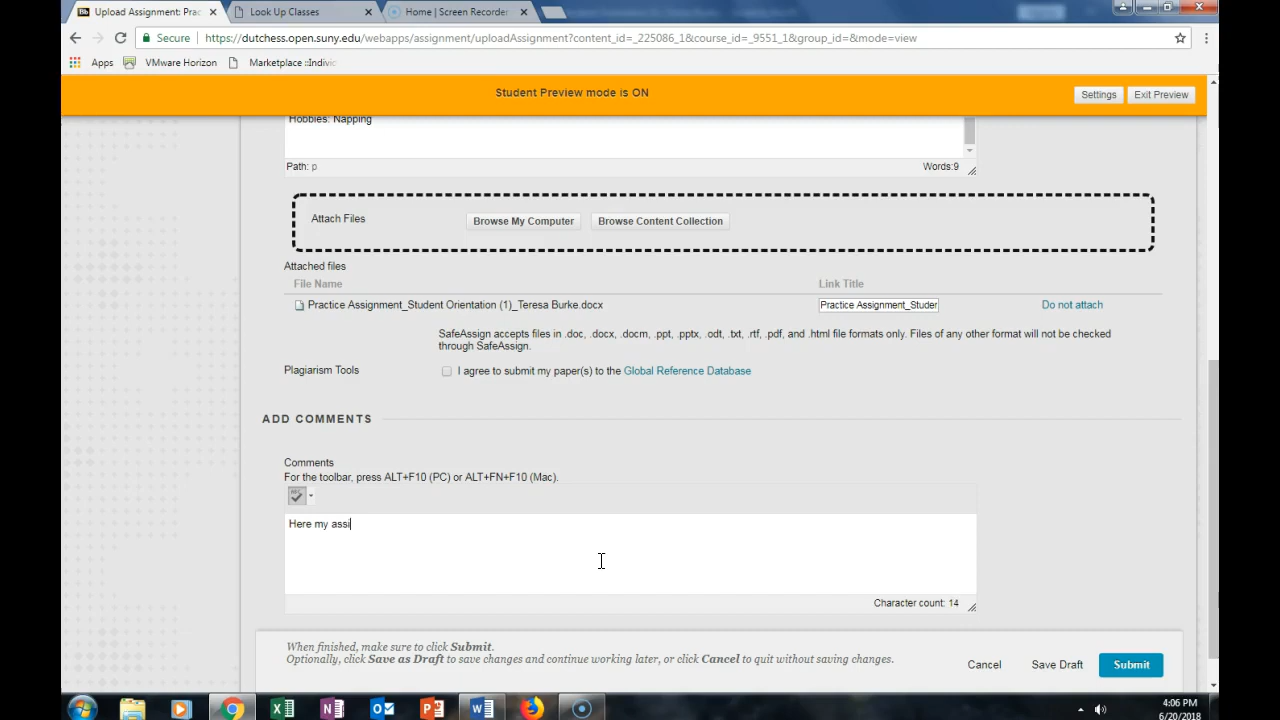 Upload Assignment: Prac
Look Up Classes
Home | Screen Recorder
Secure
https://dutchess.open.suny.edu/webapps/assignment/uploadAssignment?content_id=_225086_1&course_id=_9551_1&group_id=&mode=view
Apps VMware Horizon Marketplace ::Indivic
Student Preview mode is ON
Settings Exit Preview
Hobbies: Napping
Path: p Words:9
Attach Files Browse My Computer Browse Content Collection
Attached files
File Name Link Title
Practice Assignment_Student Orientation (1)_Teresa Burke.docx Practice Assignment_Studer Do not attach
SafeAssign accepts files in .doc, .docx, .docm, .ppt, .pptx, .odt, .txt, .rtf, .pdf, and .html file formats only. Files of any other format will not be checked
through SafeAssign.
Plagiarism Tools I agree to submit my paper(s) to the Global Reference Database
ADD COMMENTS
Comments
For the toolbar, press ALT+F10 (PC) or ALT+FN+F10 (Mac).
Here my assi
Character count: 14
When finished, make sure to click Submit.
Optionally, click Save as Draft to save changes and continue working later, or click Cancel to quit without saving changes.
Cancel Save Draft Submit
4:06 PM
6/20/2018